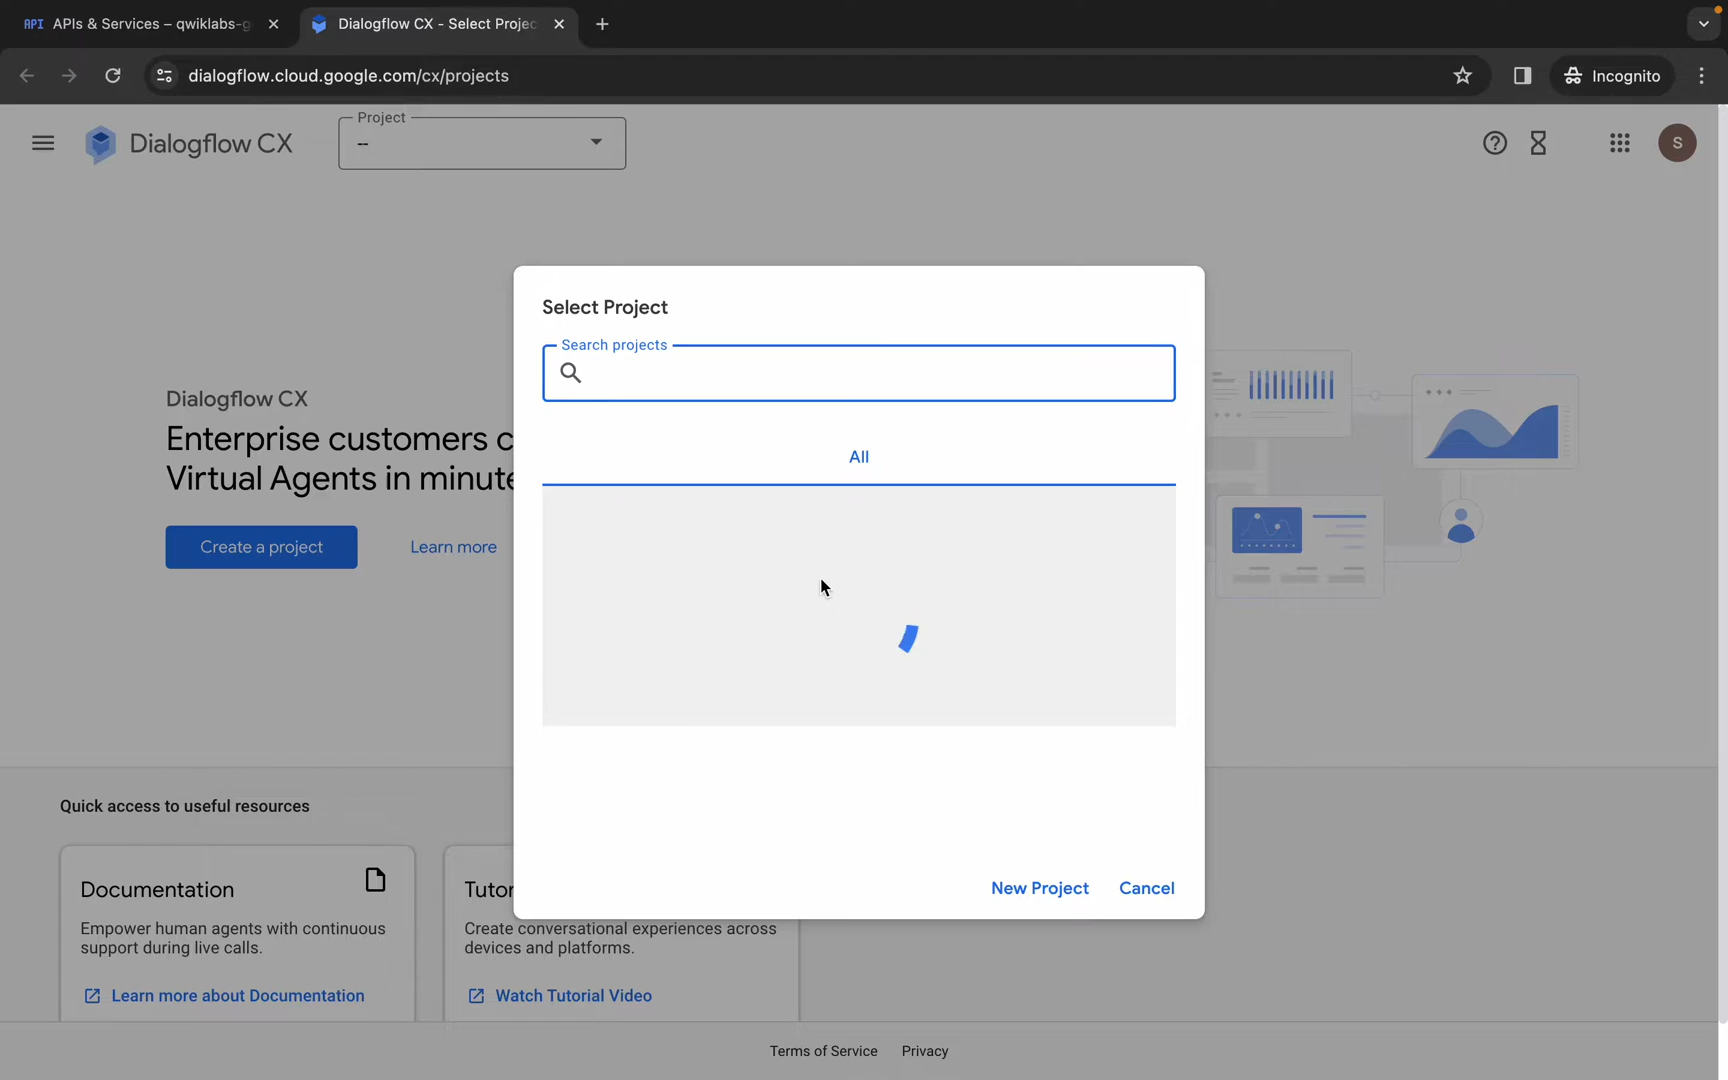 API APIs & Services – qwiklabs-g
Dialogflow CX - Select Projec
dialogflow.cloud.google.com/cx/projects
Incognito
Dialogflow CX
Project
--
S
Select Project
Search projects
All
Dialogflow CX
Enterprise customers c
Virtual Agents in minute
Create a project
Learn more
New Project
Cancel
Quick access to useful resources
Documentation
Empower human agents with continuous
support during live calls.
Learn more about Documentation
Tutor
Create conversational experiences across
devices and platforms.
Watch Tutorial Video
Terms of Service
Privacy